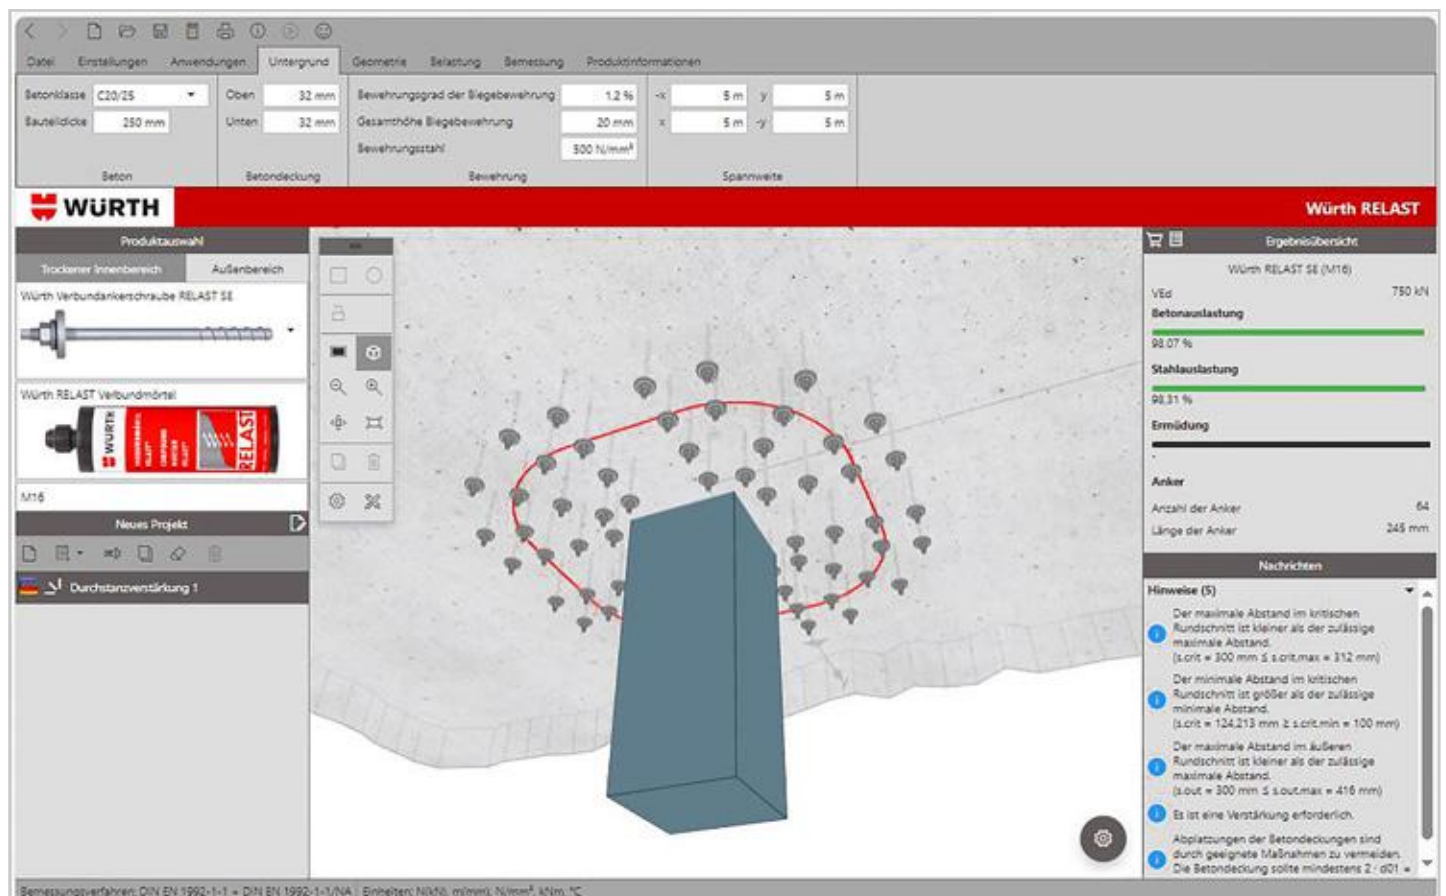 Datei Einstellungen Anwendungen Untergrund Geometrie Belastung Bemessung Produktinformationen
Betonklasse C20/25 Oben 32 mm Bewehrungsgrad der Biegebewehrung 1.2 % -x 5 m y 5 m
Bauteildicke 250 mm Unten 32 mm Gesamthöhe Biegebewehrung 20 mm x 5 m -y 5 m
Bewehrungsstahl 500 N/mm²
Beton Betondeckung Bewehrung Spannweite
WÜRTH Würth RELAST
Produktauswahl
Trockener Innenbereich Außenbereich
Würth Verbundankerschraube RELAST SE
Würth RELAST Verbundmörtel
WÜRTH RELAST
M16
Neues Projekt
Durchstanzverstärkung 1
Ergebnisübersicht
Würth RELAST SE (M16)
VEd 750 kN
Betonauslastung
98.07 %
Stahlauslastung
98.31 %
Ermüdung
-
Anker
Anzahl der Anker 64
Länge der Anker 245 mm
Nachrichten
Hinweise (5)
Der maximale Abstand im kritischen
Rundschnitt ist kleiner als der zulässige
maximale Abstand.
(s.crit = 300 mm ≤ s.crit.max = 312 mm)
Der minimale Abstand im kritischen
Rundschnitt ist größer als der zulässige
minimale Abstand.
(s.crit = 124,213 mm ≥ s.crit.min = 100 mm)
Der maximale Abstand im äußeren
Rundschnitt ist kleiner als der zulässige
maximale Abstand.
(s.out = 300 mm ≤ s.out.max = 416 mm)
Es ist eine Verstärkung erforderlich.
Abplatzungen der Betondeckungen sind
durch geeignete Maßnahmen zu vermeiden.
Die Betondeckung sollte mindestens 2 · d01 =
Bemessungsverfahren: DIN EN 1992-1-1 + DIN EN 1992-1-1/NA Einheiten: N(kN), m(mm), N/mm², kNm, °C